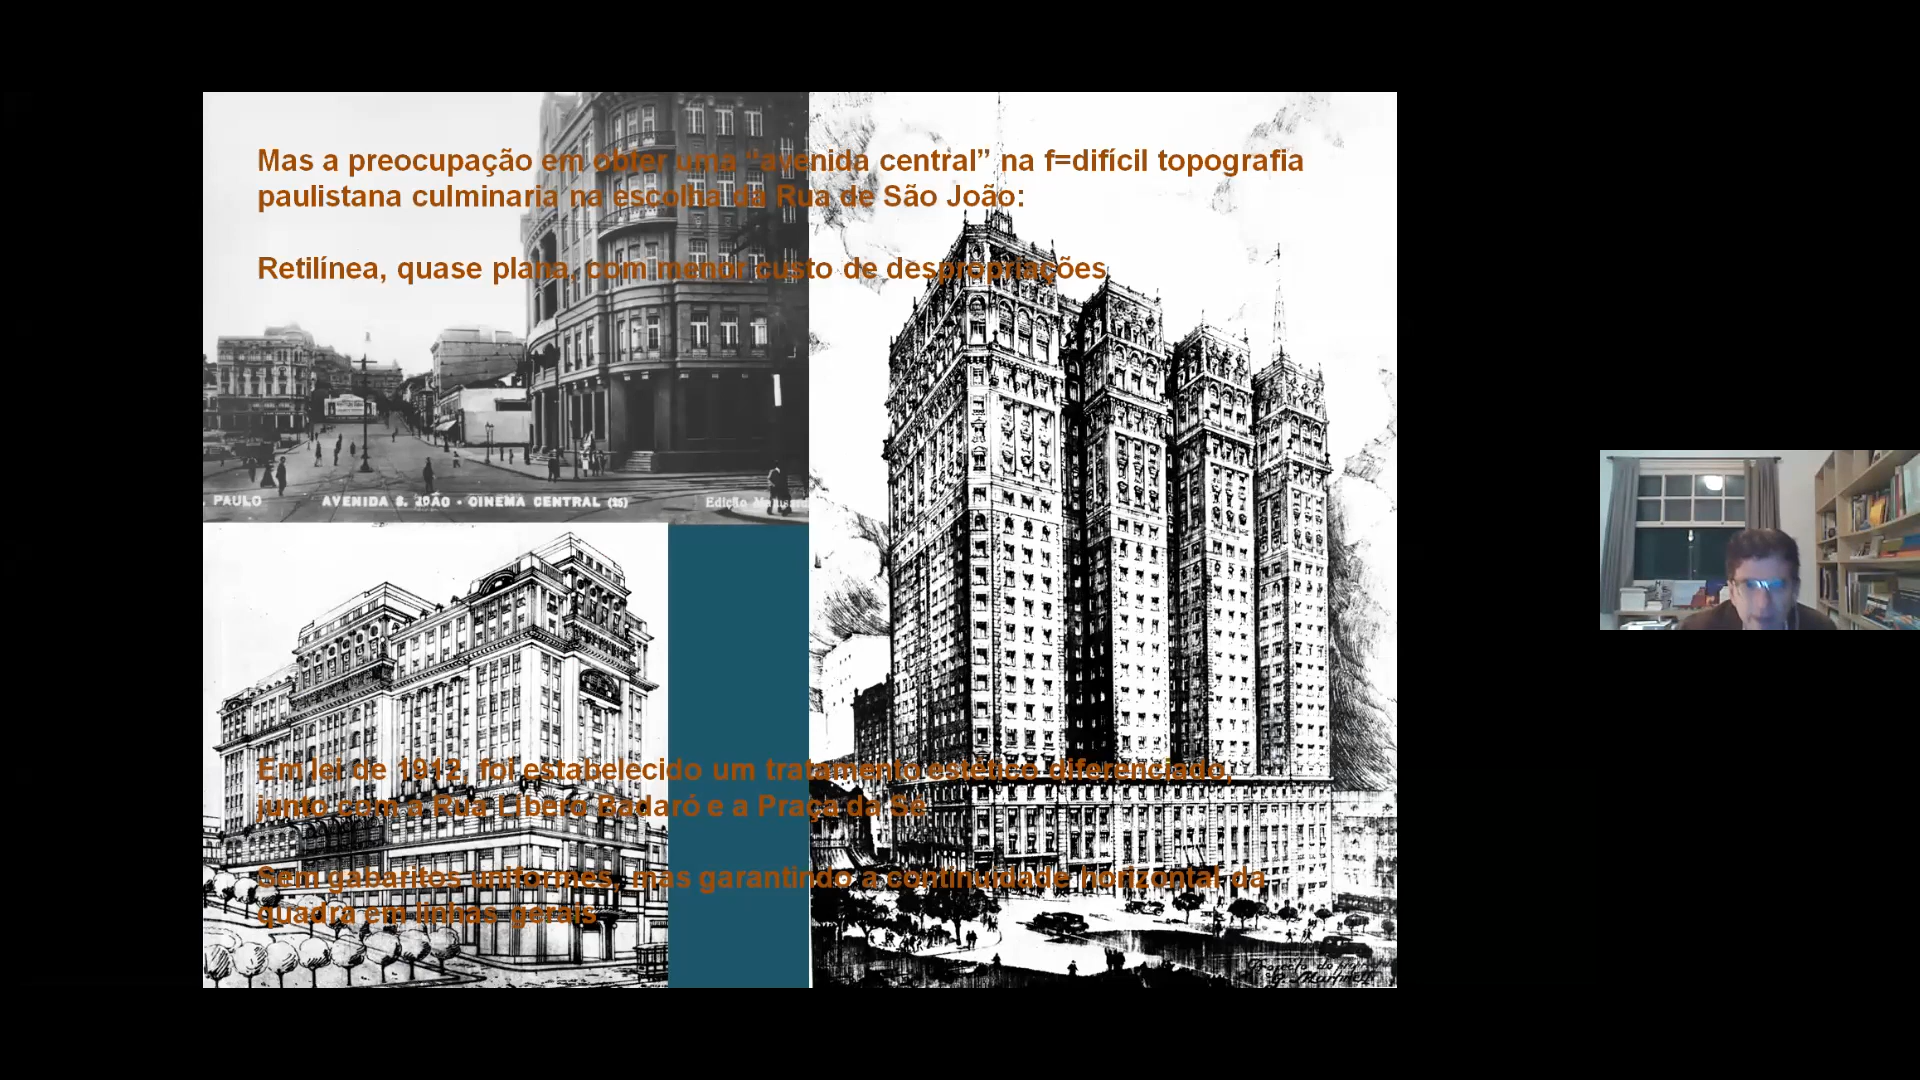 Mas a preocupação em obter uma “avenida central” na f=difícil topografia
paulistana culminaria na escolha da Rua de São João:
Retilínea, quase plana, com menor custo de despropriações
. PAULO AVENIDA S. JOÃO - CINEMA CENTRAL (25) Edição
Em lei de 1912, foi estabelecido um tratamento estético diferenciado,
junto com a Rua Líbero Badaró e a Praça da Sé
Sem gabaritos uniformes, mas garantindo a continuidade horizontal da
quadra em linhas gerais